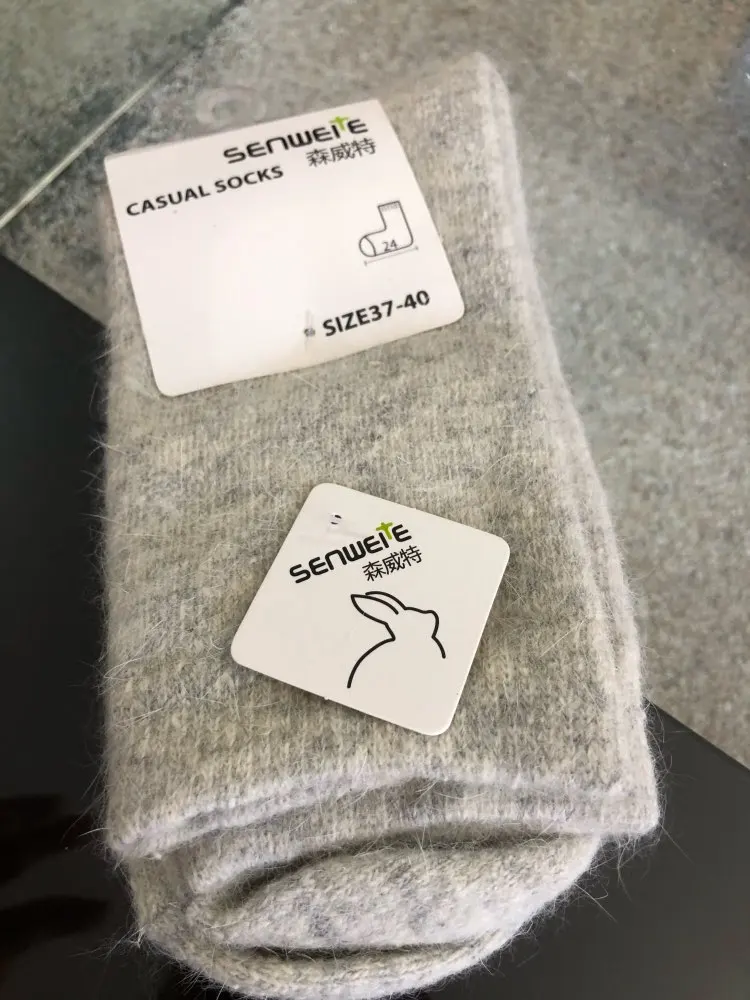 SENWEITE
森威特
CASUAL SOCKS
24
SIZE37-40
SENWEITE
森威特